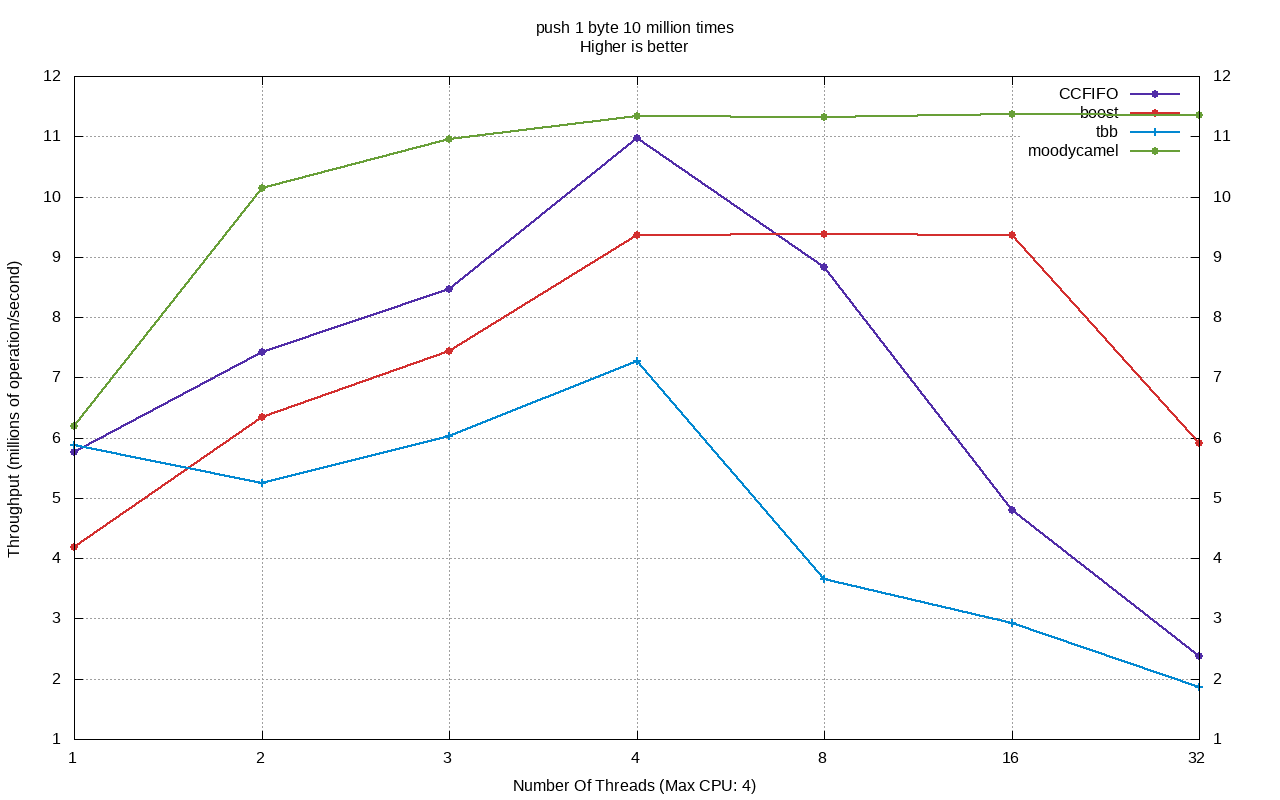 push 1 byte 10 million times
Higher is better
12
11
10
9
8
7
6
5
4
3
2
1
Throughput (millions of operation/second)
CCFIFO
boost
tbb
moodycamel
12
11
10
9
8
7
6
5
4
3
2
1
1 2 3 4 8 16 32
Number Of Threads (Max CPU: 4)